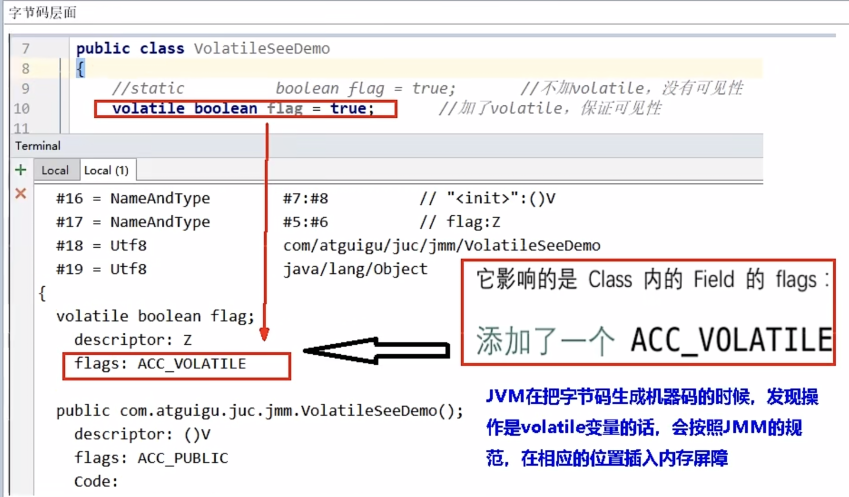 字节码层面
7 public class VolatileSeeDemo
8 {
9 //static boolean flag = true; //不加volatile，没有可见性
10 volatile boolean flag = true; //加了volatile，保证可见性
11
Terminal
+ Local Local (1)
×
#16 = NameAndType #7:#8 // "<init>":()V
#17 = NameAndType #5:#6 // flag:Z
#18 = Utf8 com/atguigu/juc/jmm/VolatileSeeDemo
#19 = Utf8 java/lang/Object
{
volatile boolean flag;
descriptor: Z
flags: ACC_VOLATILE
它影响的是 Class 内的 Field 的 flags：
添加了一个 ACC_VOLATILE
JVM在把字节码生成机器码的时候，发现操
作是volatile变量的话，会按照JMM的规
范，在相应的位置插入内存屏障
public com.atguigu.juc.jmm.VolatileSeeDemo();
descriptor: ()V
flags: ACC_PUBLIC
Code: